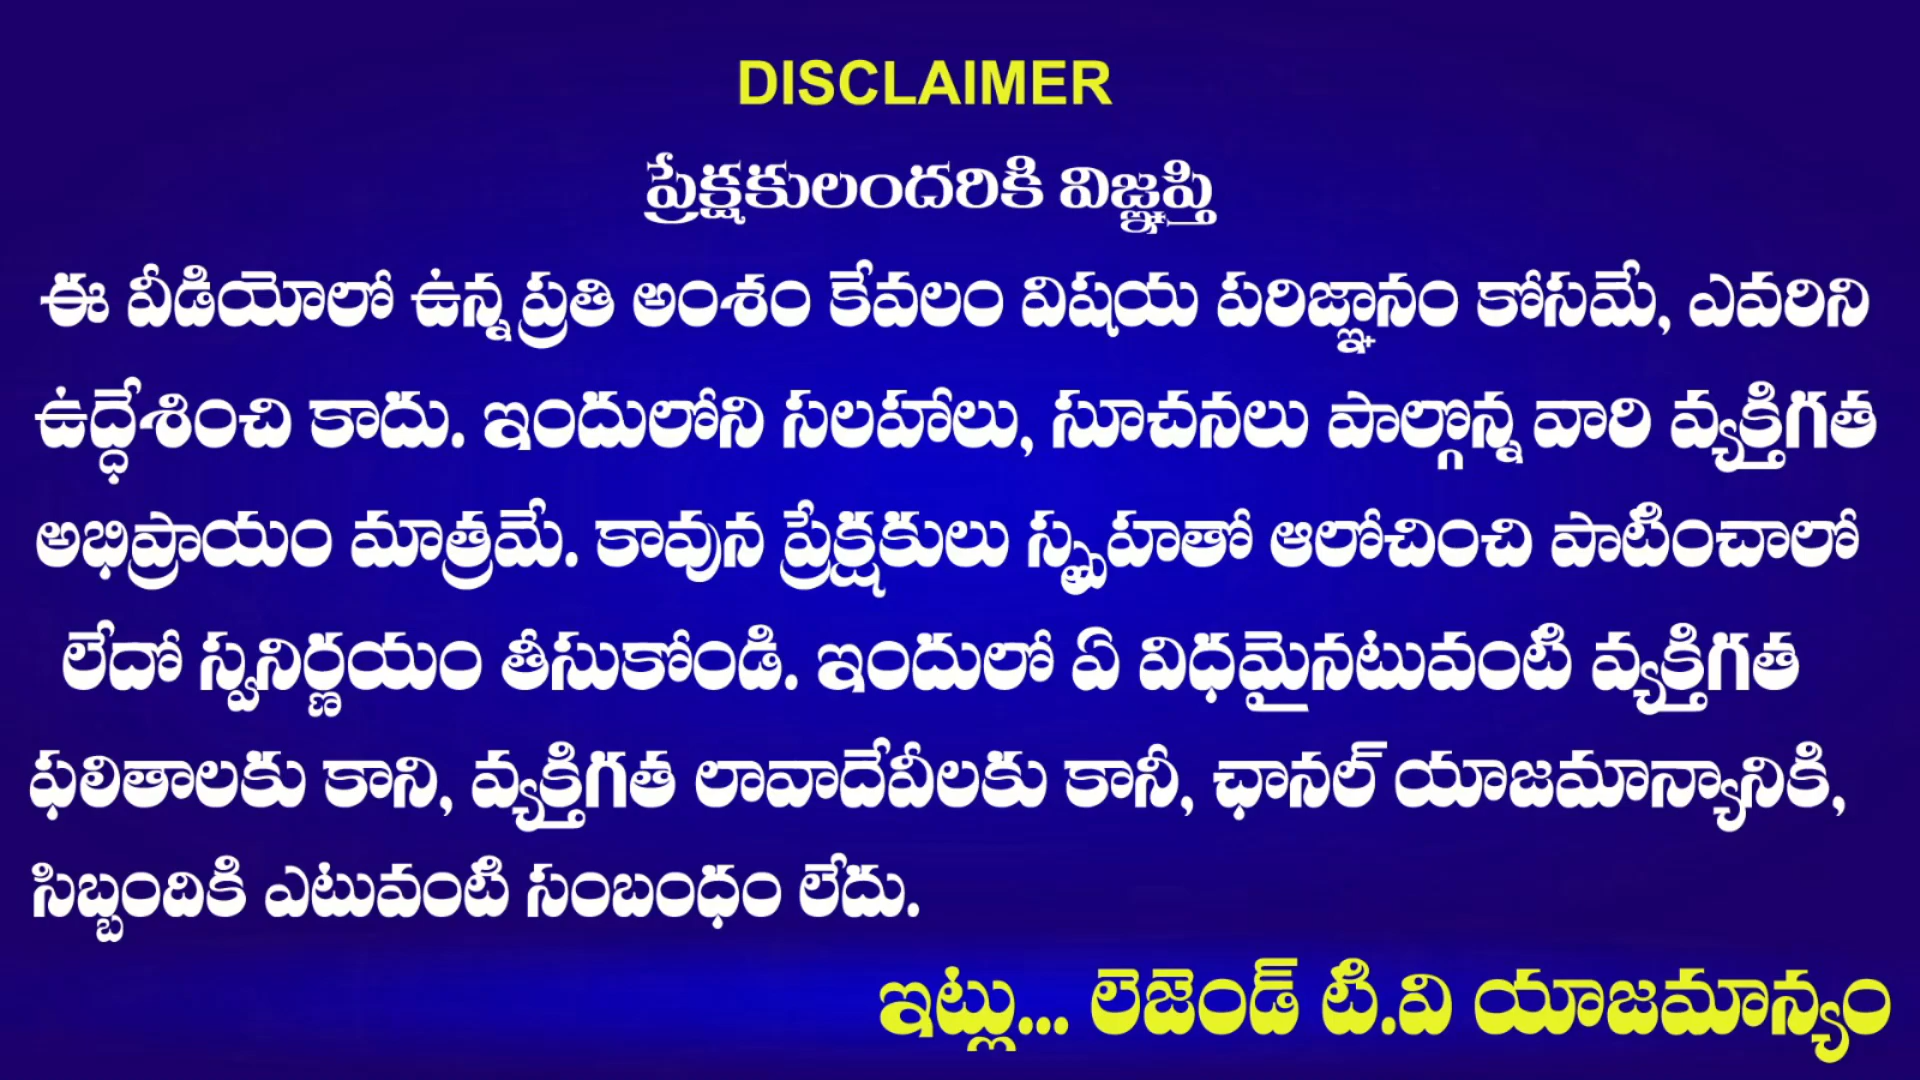 DISCLAIMER
ప్రేక్షకులందరికి విజ్ఞప్తి
ఈ వీడియోలో ఉన్న ప్రతి అంశం కేవలం విషయ పరిజ్ఞానం కోసమే, ఎవరిని
ఉద్ధేశించి కాదు. ఇందులోని సలహాలు, సూచనలు పాల్గొన్న వారి వ్యక్తిగత
అభిప్రాయం మాత్రమే. కావున ప్రేక్షకులు స్పృహతో ఆలోచించి పాటించాలో
లేదో స్వనిర్ణయం తీసుకోండి. ఇందులో ఏ విధమైనటువంటి వ్యక్తిగత
ఫలితాలకు కాని, వ్యక్తిగత లావాదేవీలకు కానీ, ఛానల్ యాజమాన్యానికి,
సిబ్బందికి ఎటువంటి సంబంధం లేదు.
ఇట్లు... లెజెండ్ టి.వి యాజమాన్యం